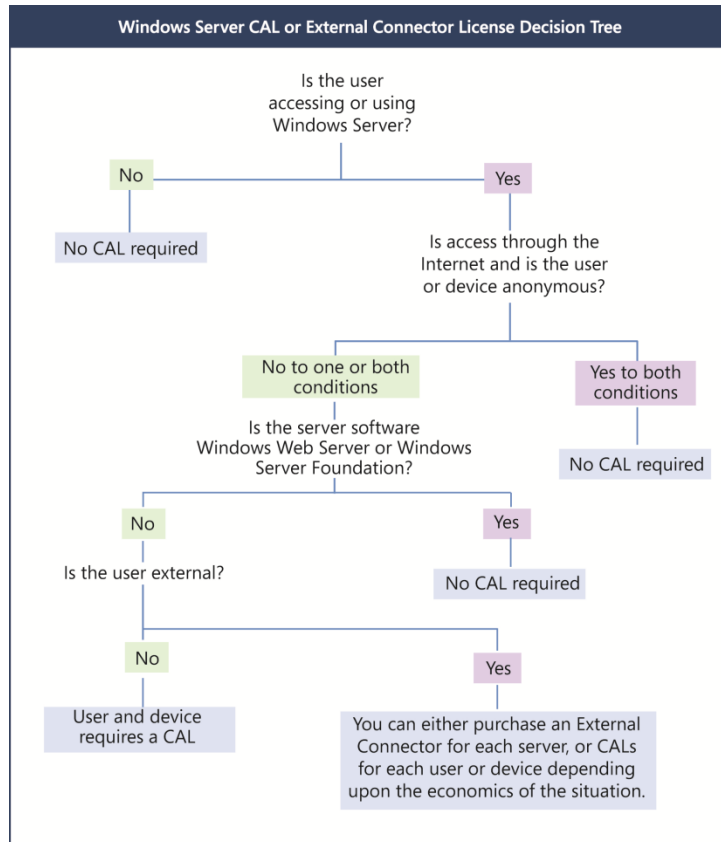 Windows Server CAL or External Connector License Decision Tree
Is the user
accessing or using
Windows Server?
No
Yes
No CAL required
Is access through the
Internet and is the user
or device anonymous?
No to one or both
conditions
Yes to both
conditions
Is the server software
Windows Web Server or Windows
Server Foundation?
No CAL required
No
Yes
Is the user external?
No CAL required
No
Yes
User and device
requires a CAL
You can either purchase an External
Connector for each server, or CALs
for each user or device depending
upon the economics of the situation.